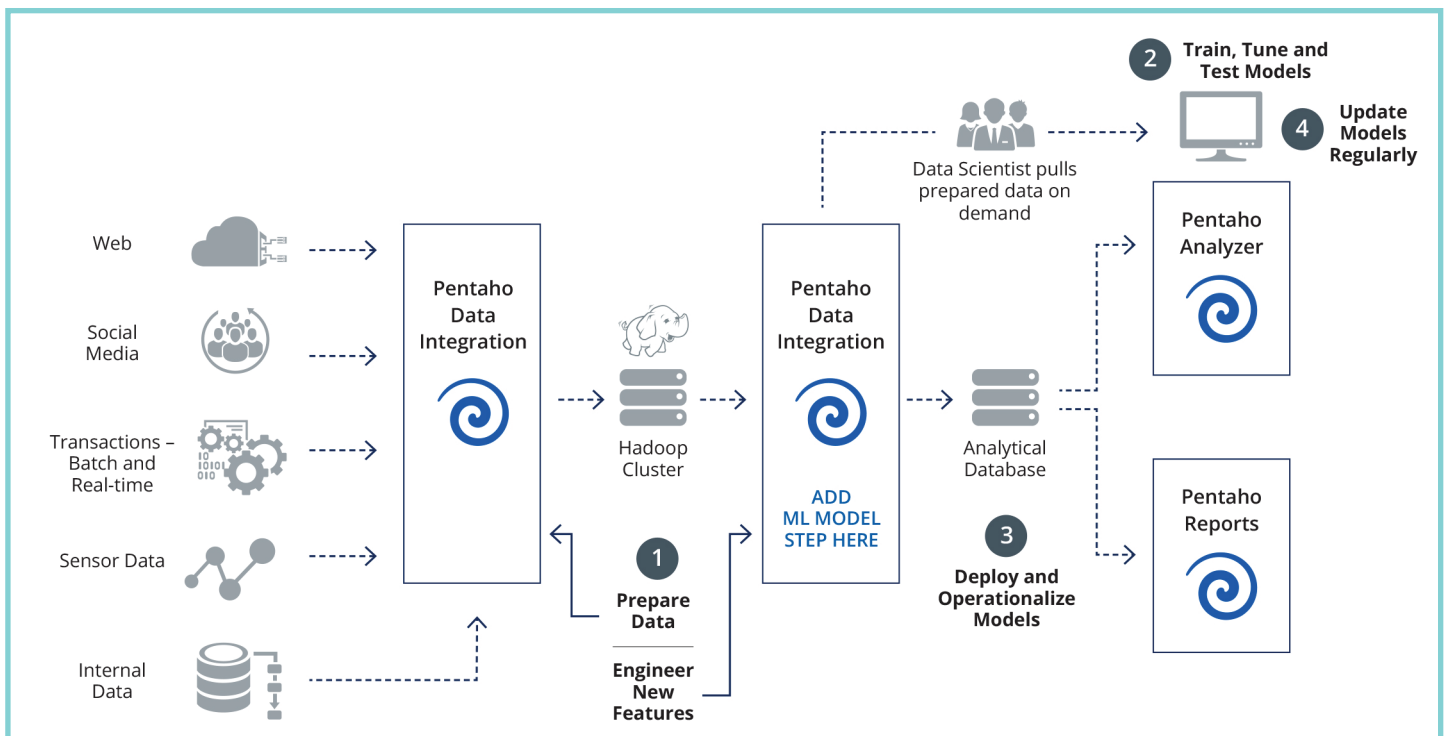 2
Train, Tune and
Test Models
4
Update
Models
Regularly
Data Scientist pulls
prepared data on
demand
Web
Social
Media
Transactions –
Batch and
Real-time
Sensor Data
Internal
Data
Pentaho
Data
Integration
Hadoop
Cluster
1
Prepare
Data
Engineer
New
Features
Pentaho
Data
Integration
ADD
ML MODEL
STEP HERE
Analytical
Database
3
Deploy and
Operationalize
Models
Pentaho
Analyzer
Pentaho
Reports
10
01010
010